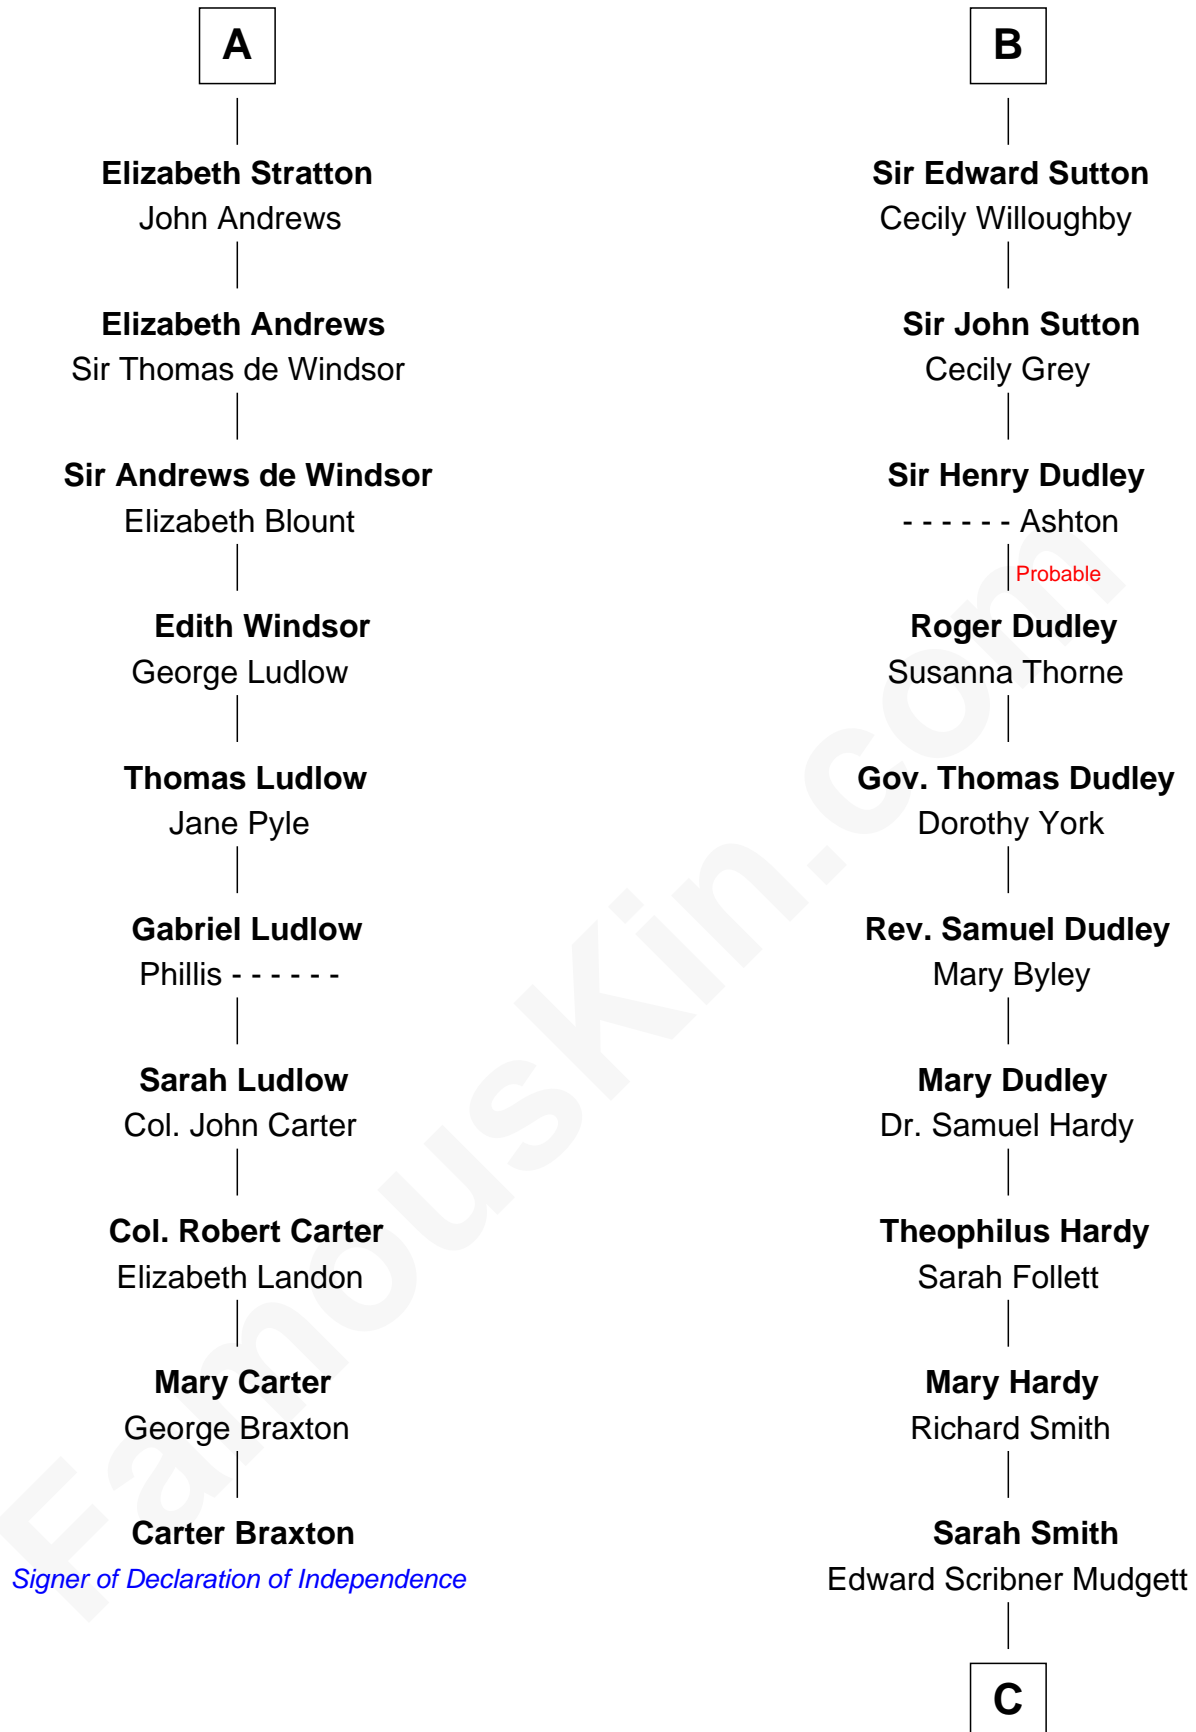 A
Elizabeth Stratton
John Andrews
Elizabeth Andrews
Sir Thomas de Windsor
Sir Andrews de Windsor
Elizabeth Blount
Edith Windsor
George Ludlow
Thomas Ludlow
Jane Pyle
Gabriel Ludlow
Phillis - - - - - -
Sarah Ludlow
Col. John Carter
Col. Robert Carter
Elizabeth Landon
Mary Carter
George Braxton
Carter Braxton
Signer of Declaration of Independence
B
Sir Edward Sutton
Cecily Willoughby
Sir John Sutton
Cecily Grey
Sir Henry Dudley
- - - - - - Ashton
Probable
Roger Dudley
Susanna Thorne
Gov. Thomas Dudley
Dorothy York
Rev. Samuel Dudley
Mary Byley
Mary Dudley
Dr. Samuel Hardy
Theophilus Hardy
Sarah Follett
Mary Hardy
Richard Smith
Sarah Smith
Edward Scribner Mudgett
C
FamousKin.com